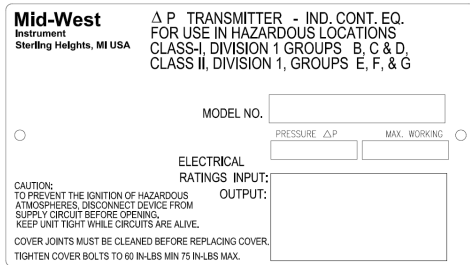 Mid-West
Instrument
Sterling Heights, MI USA
Δ P TRANSMITTER - IND. CONT. EQ.
FOR USE IN HAZARDOUS LOCATIONS
CLASS-I, DIVISION 1 GROUPS B, C & D,
CLASS II, DIVISION 1, GROUPS E, F, & G
MODEL NO.
PRESSURE △P
MAX. WORKING
ELECTRICAL
RATINGS INPUT:
OUTPUT:
CAUTION:
TO PREVENT THE IGNITION OF HAZARDOUS
ATMOSPHERES, DISCONNECT DEVICE FROM
SUPPLY CIRCUIT BEFORE OPENING.
KEEP UNIT TIGHT WHILE CIRCUITS ARE ALIVE.
COVER JOINTS MUST BE CLEANED BEFORE REPLACING COVER.
TIGHTEN COVER BOLTS TO 60 IN-LBS MIN 75 IN-LBS MAX.